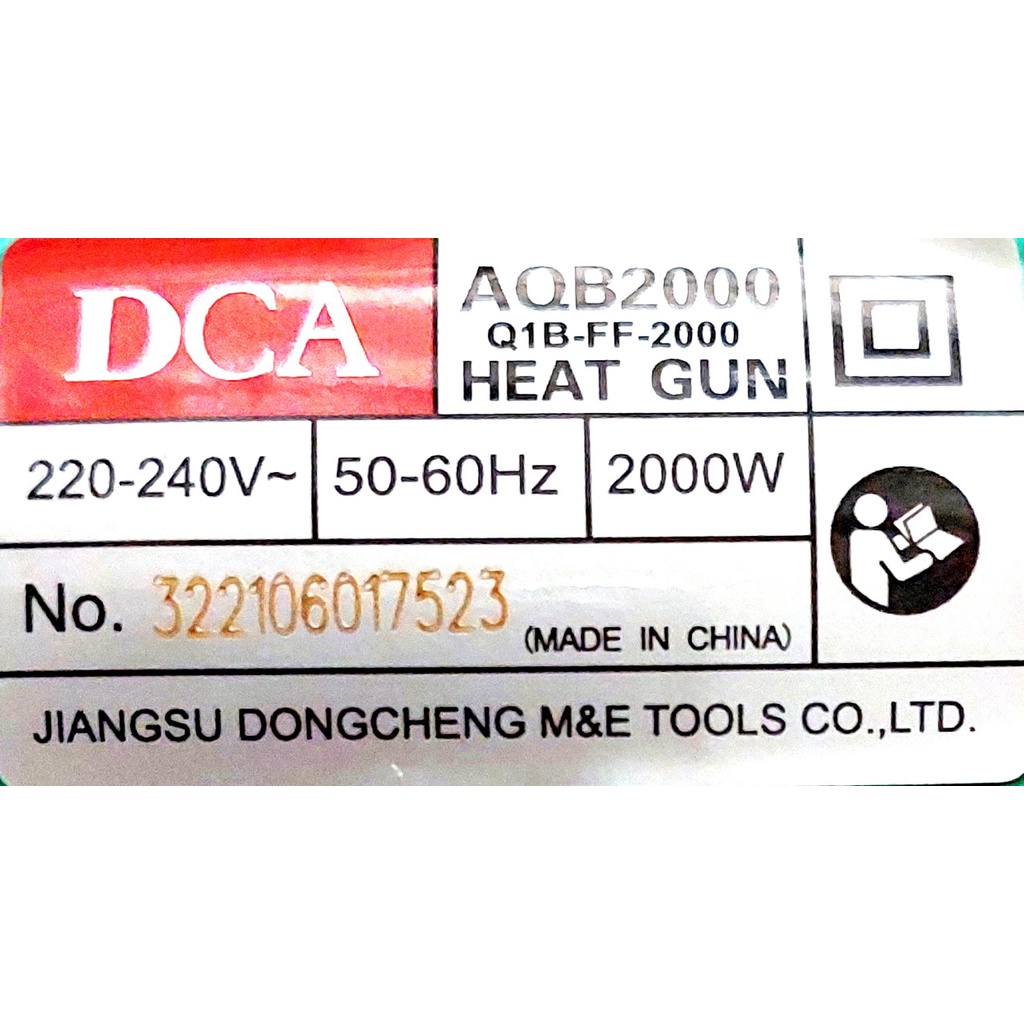 DCA
AQB2000
Q1B-FF-2000
HEAT GUN
220-240V~
50-60Hz
2000W
No. 322106017523
(MADE IN CHINA)
JIANGSU DONGCHENG M&E TOOLS CO.,LTD.